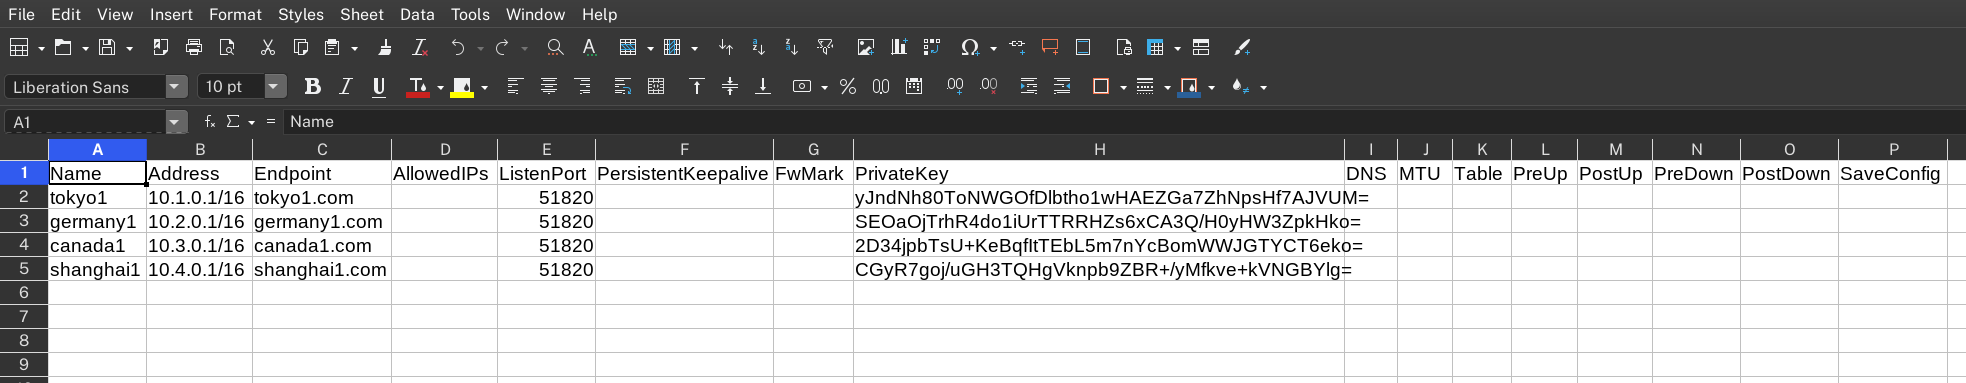 File Edit View Insert Format Styles Sheet Data Tools Window Help
Liberation Sans 10 pt
A1 Name
A B C D E F G H I J K L M N O P
1 Name Address Endpoint AllowedIPs ListenPort PersistentKeepalive FwMark PrivateKey DNS MTU Table PreUp PostUp PreDown PostDown SaveConfig
2 tokyo1 10.1.0.1/16 tokyo1.com 51820 yJndNh80ToNWGOfDlbtho1wHAEZGa7ZhNpsHf7AJVUM=
3 germany1 10.2.0.1/16 germany1.com 51820 SEOaOjTrhR4do1iUrTTRRHZs6xCA3Q/H0yHW3ZpkHko=
4 canada1 10.3.0.1/16 canada1.com 51820 2D34jpbTsU+KeBqfItTEbL5m7nYcBomWWJGTYCT6eko=
5 shanghai1 10.4.0.1/16 shanghai1.com 51820 CGyR7goj/uGH3TQHgVknpb9ZBR+/yMfkve+kVNGBYlg=
6
7
8
9